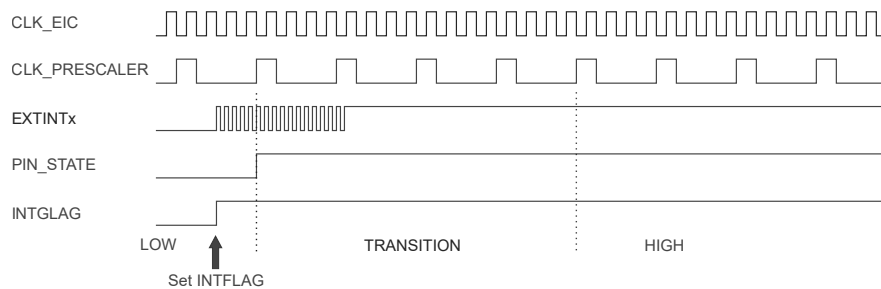 CLK_EIC
CLK_PRESCALER
EXTINTx
PIN_STATE
INTGLAG
LOW TRANSITION HIGH
Set INTFLAG